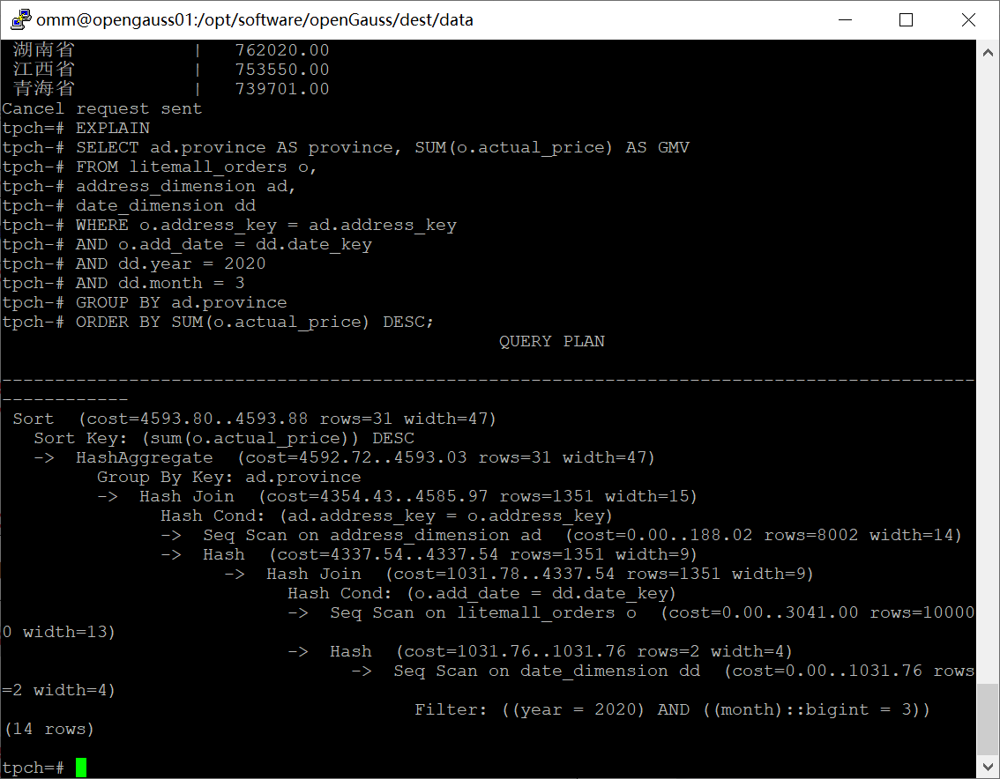 omm@opengauss01:/opt/software/openGauss/dest/data
湖南省           |   762020.00
江西省           |   753550.00
青海省           |   739701.00
Cancel request sent
tpch=# EXPLAIN
tpch-# SELECT ad.province AS province, SUM(o.actual_price) AS GMV
tpch-# FROM litemall_orders o,
tpch-# address_dimension ad,
tpch-# date_dimension dd
tpch-# WHERE o.address_key = ad.address_key
tpch-# AND o.add_date = dd.date_key
tpch-# AND dd.year = 2020
tpch-# AND dd.month = 3
tpch-# GROUP BY ad.province
tpch-# ORDER BY SUM(o.actual_price) DESC;
QUERY PLAN
--------------------------------------------------------------------------------------------
------------
Sort  (cost=4593.80..4593.88 rows=31 width=47)
Sort Key: (sum(o.actual_price)) DESC
->  HashAggregate  (cost=4592.72..4593.03 rows=31 width=47)
Group By Key: ad.province
->  Hash Join  (cost=4354.43..4585.97 rows=1351 width=15)
Hash Cond: (ad.address_key = o.address_key)
->  Seq Scan on address_dimension ad  (cost=0.00..188.02 rows=8002 width=14)
->  Hash  (cost=4337.54..4337.54 rows=1351 width=9)
->  Hash Join  (cost=1031.78..4337.54 rows=1351 width=9)
Hash Cond: (o.add_date = dd.date_key)
->  Seq Scan on litemall_orders o  (cost=0.00..3041.00 rows=10000
0 width=13)
->  Hash  (cost=1031.76..1031.76 rows=2 width=4)
->  Seq Scan on date_dimension dd  (cost=0.00..1031.76 rows
=2 width=4)
Filter: ((year = 2020) AND ((month)::bigint = 3))
(14 rows)
tpch=#